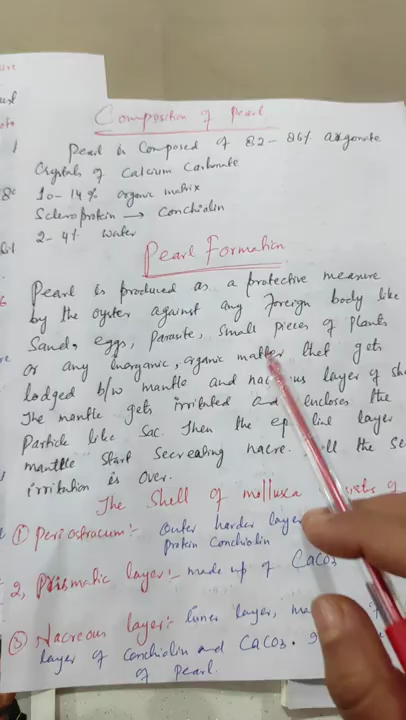 Composition of Pearl
Pearl is Composed of 82-86% aragonate
Crystals of Calcium Carbonate
10-14% organic matrix
Scleroprotein → Conchiolin
2-4% water
Pearl Formation
Pearl is produced as a protective measure
by the oyster against any foreign body like
Sand, eggs, Parasite, Small pieces of Plants
or any Inorganic, organic matter that gets
lodged b/w mantle and layer of
The mantle gets irritated and encloses the
Particle like Sac. Then the line layer
mantle start Secreating nacre. the
irritation is Over.
The Shell of mollusca of
① Periostracum:- Outer harder layer
Protein Conchiolin
2, Prismatic layer:- made up of CaCO3
③ Nacreous layer:- Inner layer,
layer of Conchiolin and CaCO3.
of pearl.